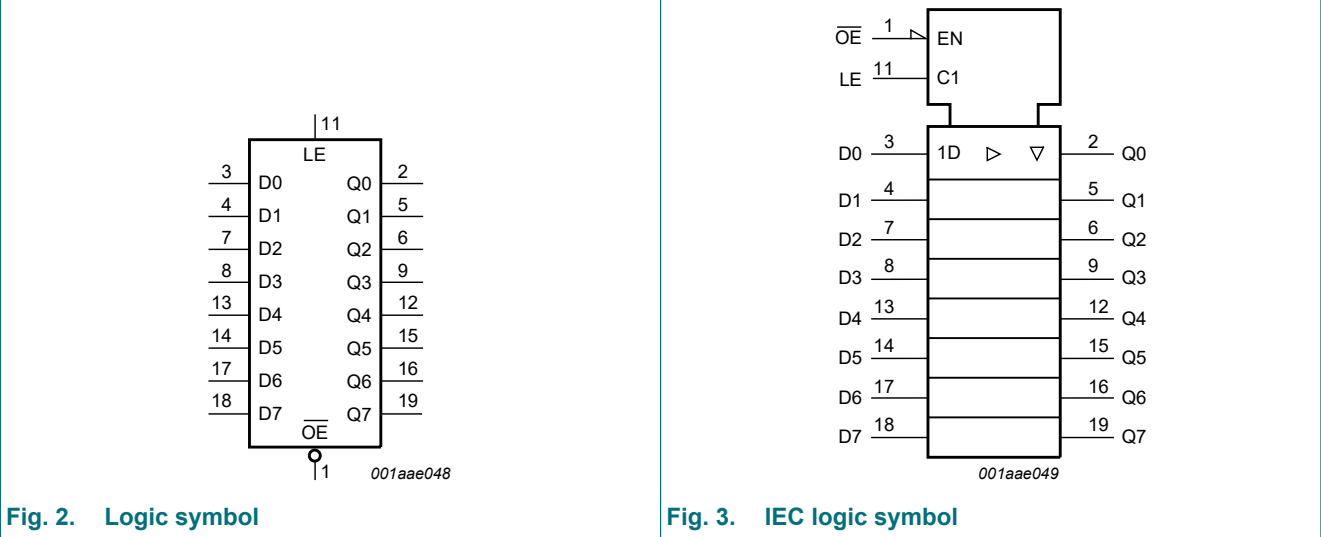 11
LE
3 D0 Q0 2
4 D1 Q1 5
7 D2 Q2 6
8 D3 Q3 9
13 D4 Q4 12
14 D5 Q5 15
17 D6 Q6 16
18 D7 Q7 19
O̅E̅
1
001aae048
Fig. 2. Logic symbol
O̅E̅ 1 EN
LE 11 C1
D0 3 1D ▷ ▽ 2 Q0
D1 4 5 Q1
D2 7 6 Q2
D3 8 9 Q3
D4 13 12 Q4
D5 14 15 Q5
D6 17 16 Q6
D7 18 19 Q7
001aae049
Fig. 3. IEC logic symbol